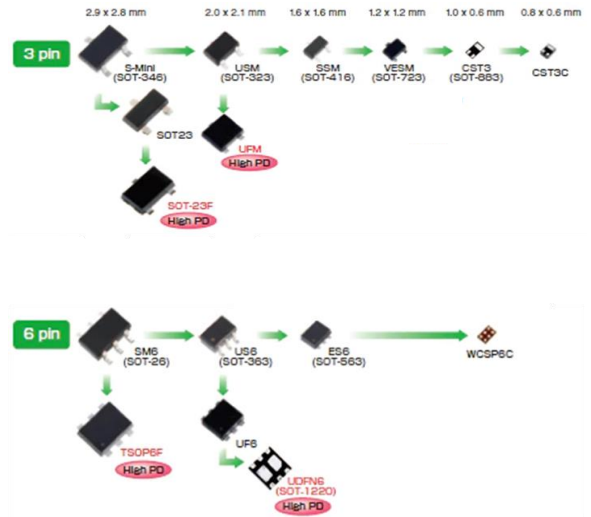 2.9 x 2.8 mm 2.0 x 2.1 mm 1.6 x 1.6 mm 1.2 x 1.2 mm 1.0 x 0.6 mm 0.8 x 0.6 mm
3 pin
S-Mini
(SOT-346)
USM
(SOT-323)
SSM
(SOT-416)
VESM
(SOT-723)
CST3
(SOT-883)
CST3C
SOT23
UFM
High PD
SOT-23F
High PD
6 pin
SM6
(SOT-26)
US6
(SOT-363)
ES6
(SOT-563)
WCSP6C
TSOP6F
High PD
UF6
UDFN6
(SOT-1220)
High PD